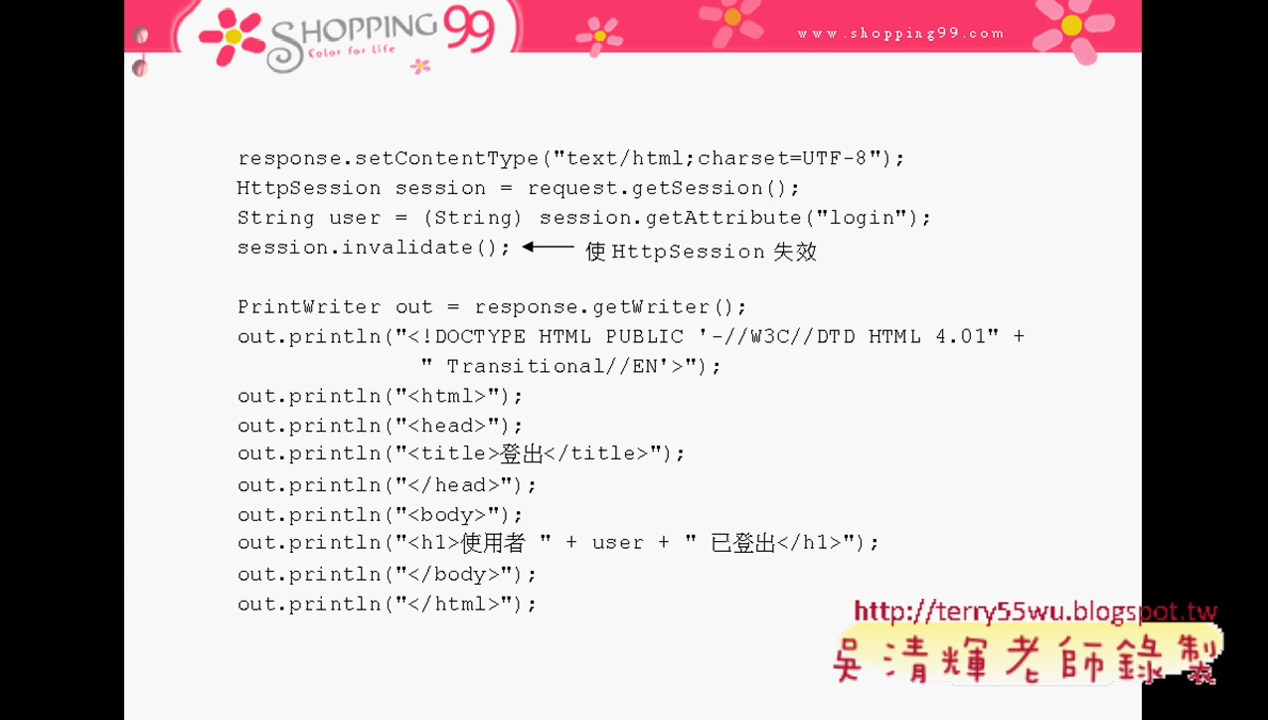 SHOPPING 99
Color for Life
www.shopping99.com
response.setContentType("text/html;charset=UTF-8");
HttpSession session = request.getSession();
String user = (String) session.getAttribute("login");
session.invalidate(); 使 HttpSession 失效
PrintWriter out = response.getWriter();
out.println("<!DOCTYPE HTML PUBLIC '-//W3C//DTD HTML 4.01" +
" Transitional//EN'>");
out.println("<html>");
out.println("<head>");
out.println("<title>登出</title>");
out.println("</head>");
out.println("<body>");
out.println("<h1>使用者 " + user + " 已登出</h1>");
out.println("</body>");
out.println("</html>");
http://terry55wu.blogspot.tw
吳清輝老師錄製